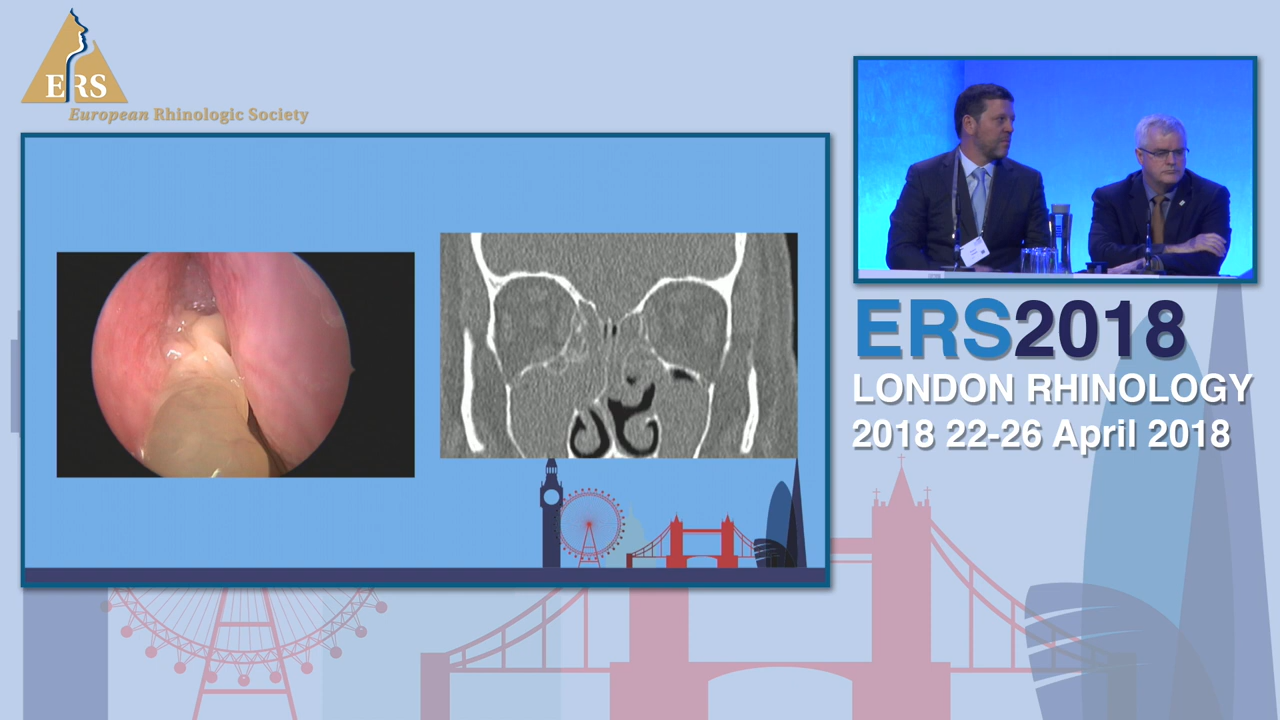 ERS
European Rhinologic Society
ERS2018
LONDON RHINOLOGY
2018 22-26 April 2018